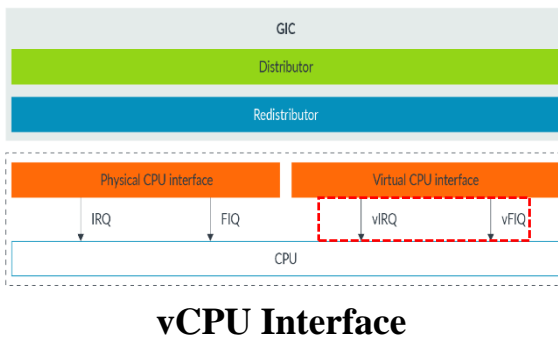 GIC
Distributor
Redistributor
Physical CPU interface Virtual CPU interface
IRQ FIQ vIRQ vFIQ
CPU
vCPU Interface